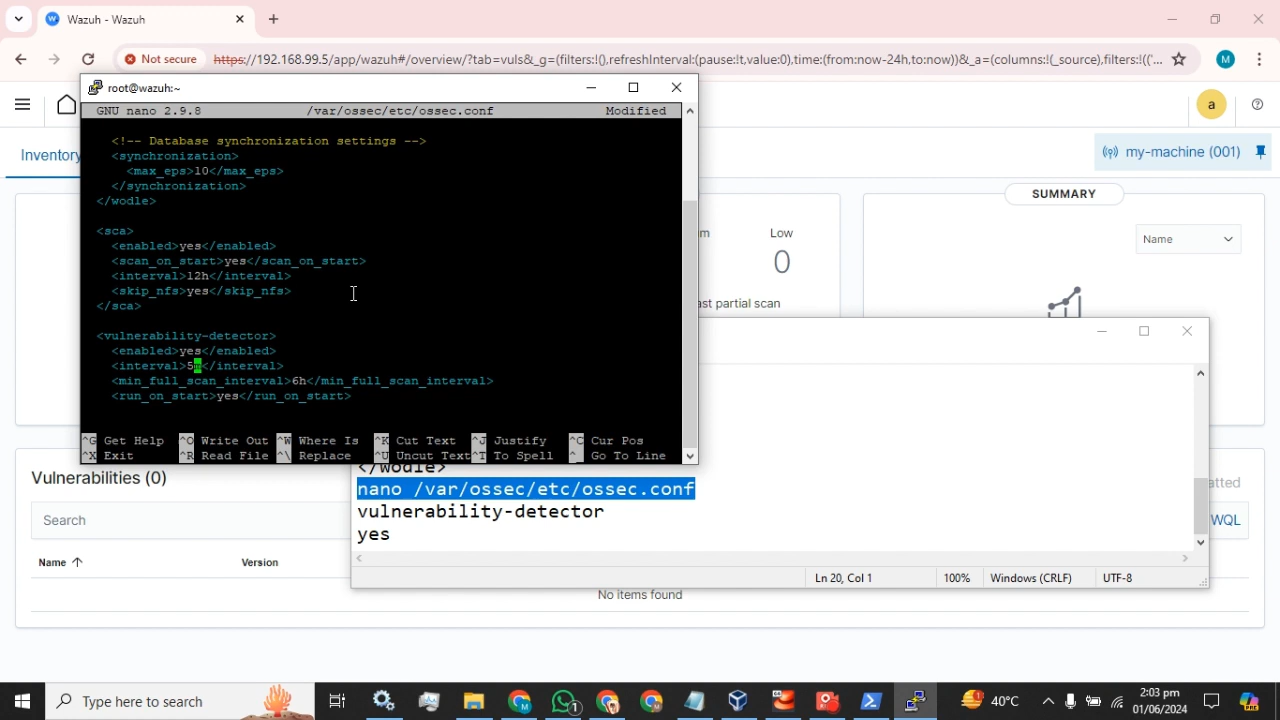 Wazuh - Wazuh
Not secure
https://192.168.99.5/app/wazuh#/overview/?tab=vuls&_g=(filters:!(),refreshInterval:(pause:!t,value:0),time:(from:now-24h,to:now))&_a=(columns:!(_source),filters:!(('...
M
root@wazuh:~
GNU nano 2.9.8 /var/ossec/etc/ossec.conf Modified
a
Inventory
my-machine (001)
<!-- Database synchronization settings -->
<synchronization>
<max_eps>10</max_eps>
</synchronization>
</wodle>
<sca>
<enabled>yes</enabled>
<scan_on_start>yes</scan_on_start>
<interval>12h</interval>
<skip_nfs>yes</skip_nfs>
</sca>
<vulnerability-detector>
<enabled>yes</enabled>
<interval>5m</interval>
<min_full_scan_interval>6h</min_full_scan_interval>
<run_on_start>yes</run_on_start>
^G Get Help ^O Write Out ^W Where Is ^K Cut Text ^J Justify ^C Cur Pos
^X Exit ^R Read File ^\ Replace ^U Uncut Text ^T To Spell ^_ Go To Line
Low
0
ast partial scan
SUMMARY
Name
</wodle>
nano /var/ossec/etc/ossec.conf
vulnerability-detector
yes
Ln 20, Col 1 100% Windows (CRLF) UTF-8
Vulnerabilities (0)
atted
Search
WQL
Name Version
No items found
Type here to search
1
40°C
2:03 pm
01/06/2024